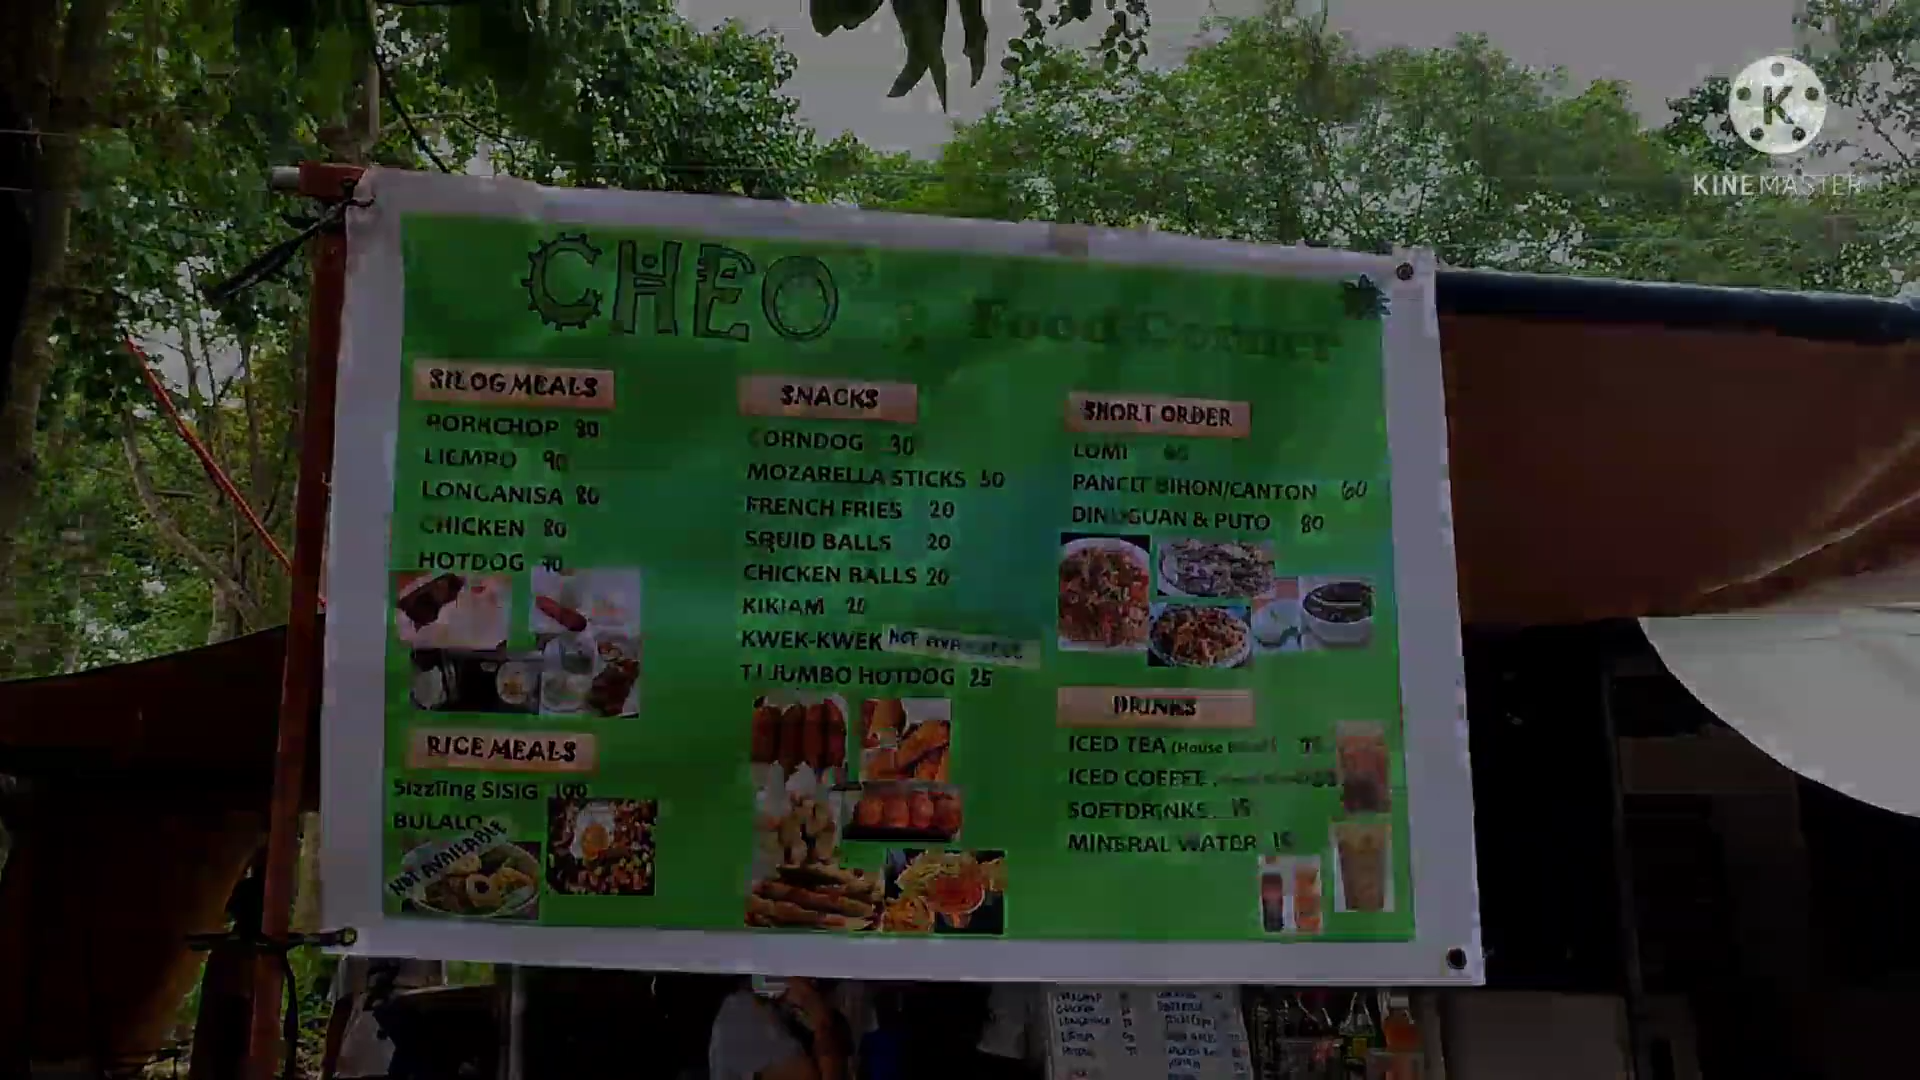 KINEMASTER
CHEO
Food Corner
SILOG MEALS
PORKCHOP 80
LIEMPO 90
LONGANISA 80
CHICKEN 80
HOTDOG
RICE MEALS
Sizzling SISIG 100
BULALO
NOT AVAILABLE
SNACKS
CORNDOG 30
MOZARELLA STICKS 50
FRENCH FRIES 20
SQUID BALLS 20
CHICKEN BALLS 20
KIKIAM 20
KWEK-KWEK NOT AVAILABLE
TJ JUMBO HOTDOG 25
SHORT ORDER
LOMI
PANCIT BIHON/CANTON 60
DINUGUAN & PUTO 80
DRINKS
ICED TEA (House
ICED COFFEE
SOFTDRINKS 15
MINERAL WATER 15